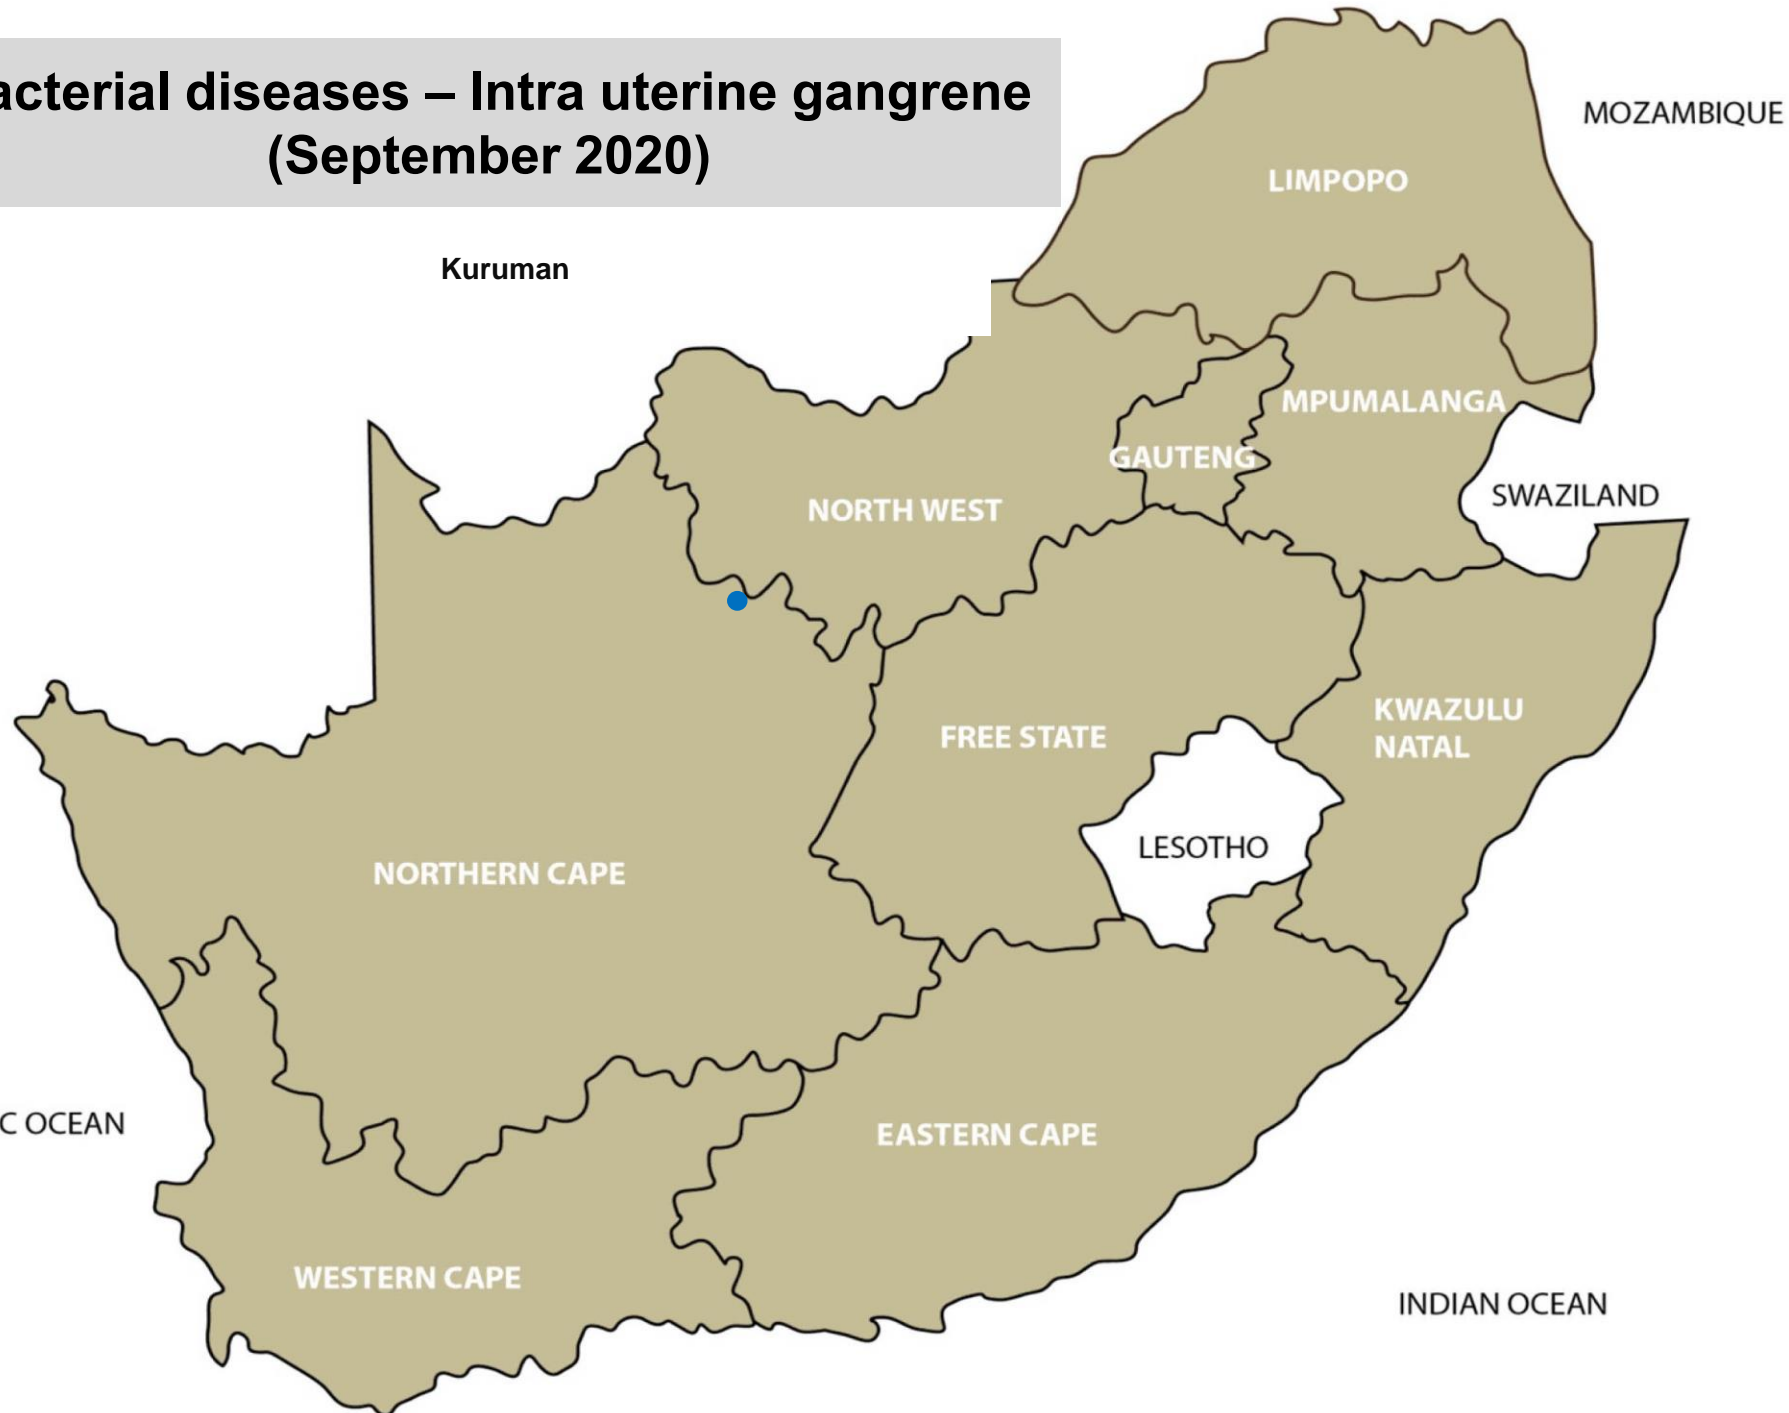 acterial diseases – Intra uterine gangrene
(September 2020)
MOZAMBIQUE
LIMPOPO
Kuruman
MPUMALANGA
GAUTENG
SWAZILAND
NORTH WEST
KWAZULU
NATAL
FREE STATE
LESOTHO
NORTHERN CAPE
C OCEAN
EASTERN CAPE
WESTERN CAPE
INDIAN OCEAN